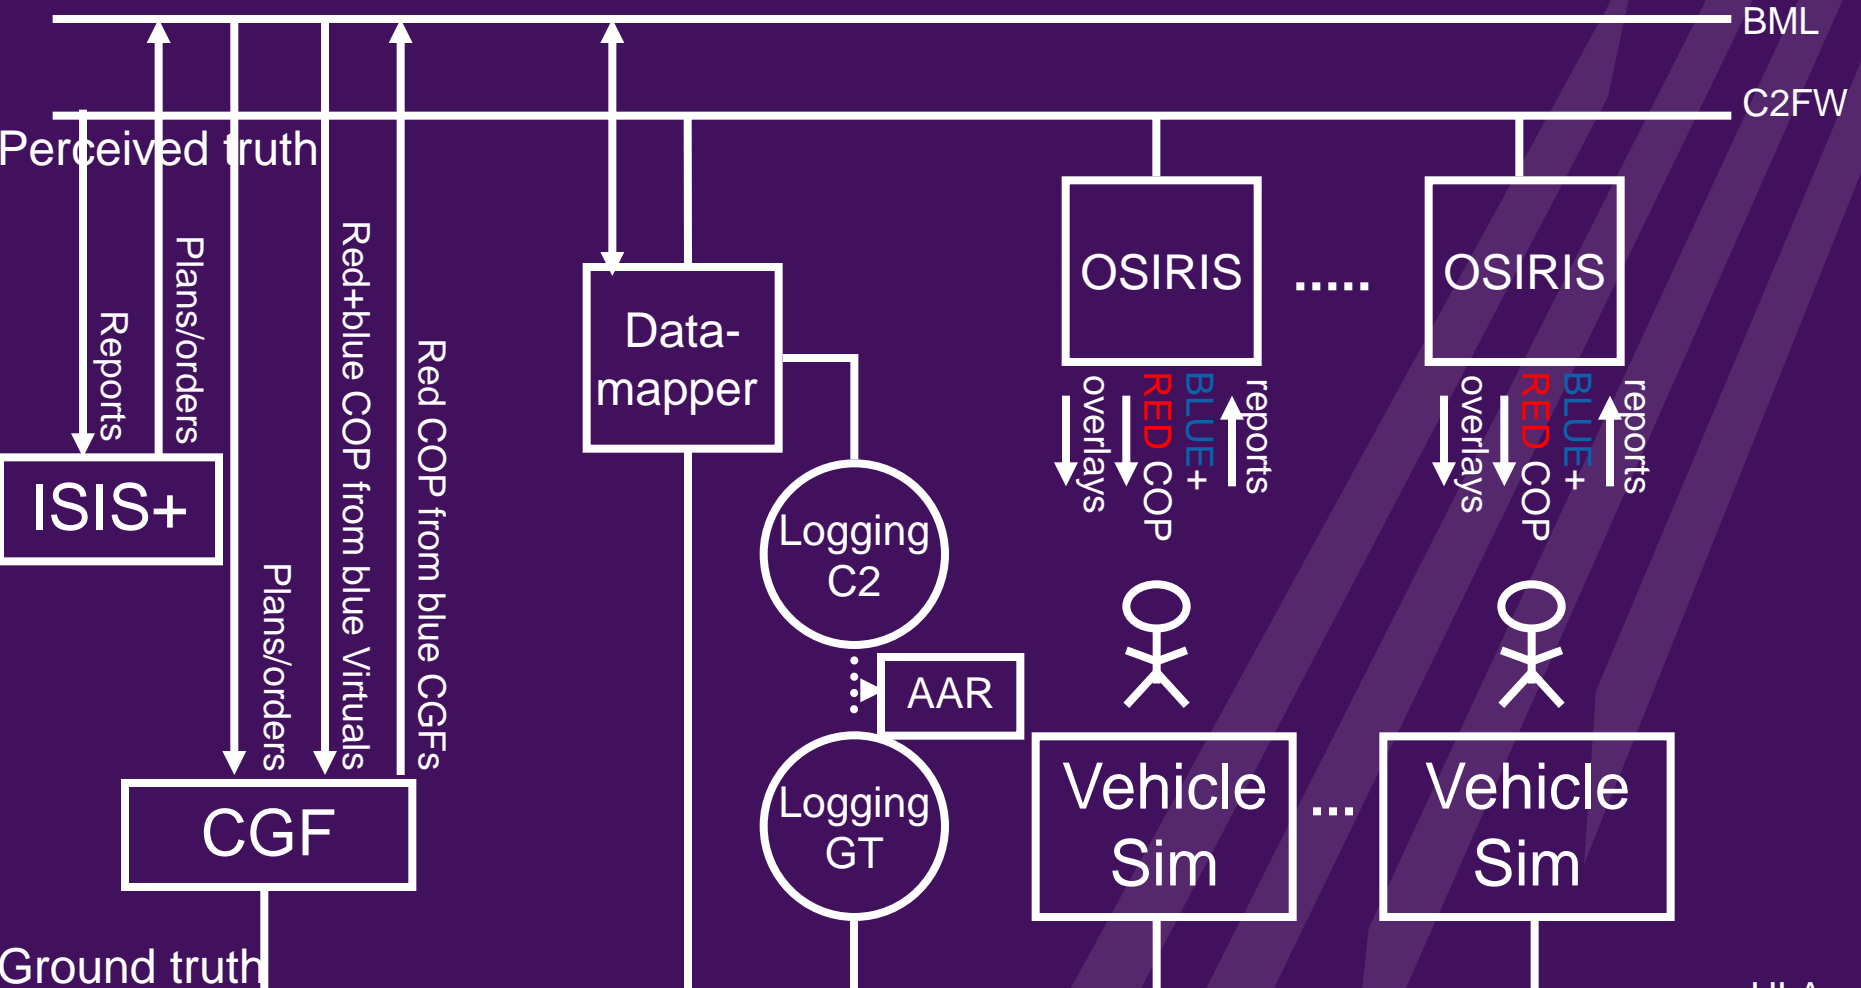 BML
C2FW
Perceived truth
Reports
Plans/orders
Plans/orders
Red+blue COP from blue Virtuals
Red COP from blue CGFs
ISIS+
CGF
Data-
mapper
Logging
C2
AAR
Logging
GT
OSIRIS
.....
OSIRIS
overlays
BLUE+
RED COP
reports
overlays
BLUE+
RED COP
reports
Vehicle
Sim
...
Vehicle
Sim
Ground truth